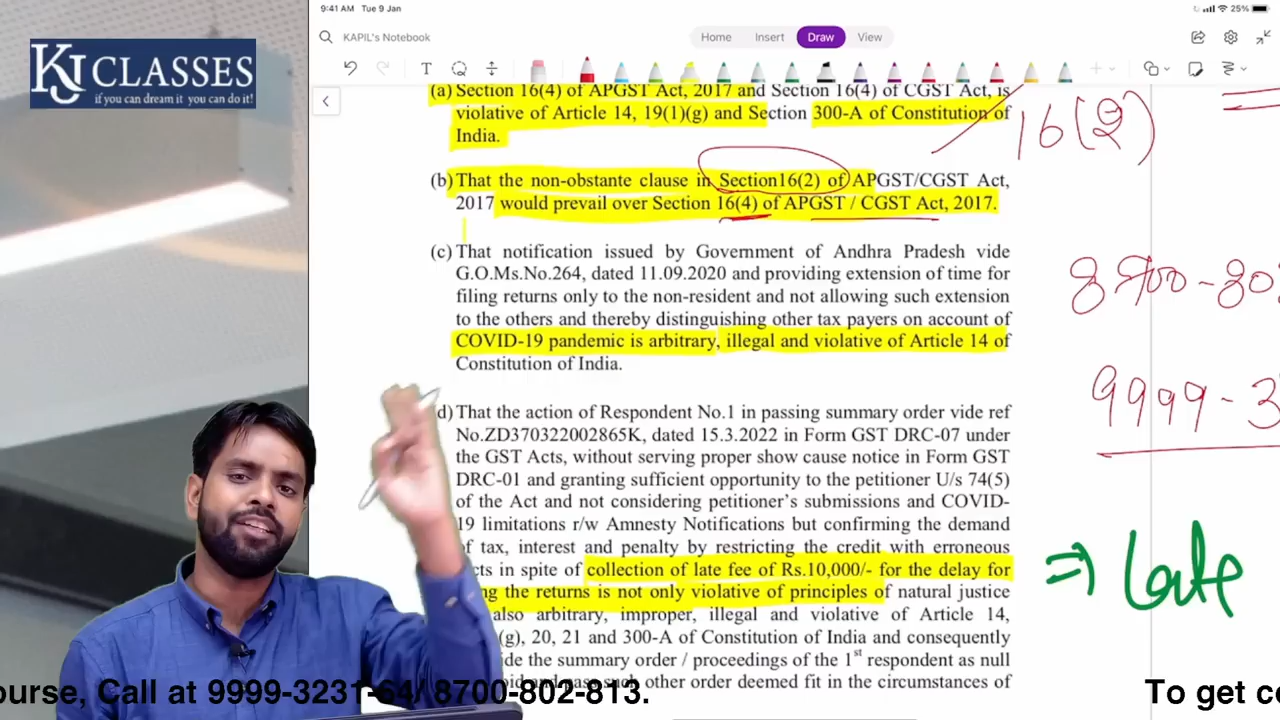 9:41 AM Tue 9 Jan
25%
KAPIL's Notebook
Home Insert Draw View
KJ CLASSES
if you can dream it you can do it!
T
(a) Section 16(4) of APGST Act, 2017 and Section 16(4) of CGST Act, is
violative of Article 14, 19(1)(g) and Section 300-A of Constitution of
India.
16(2)
(b) That the non-obstante clause in Section16(2) of APGST/CGST Act,
2017 would prevail over Section 16(4) of APGST / CGST Act, 2017.
(c) That notification issued by Government of Andhra Pradesh vide
G.O.Ms.No.264, dated 11.09.2020 and providing extension of time for
filing returns only to the non-resident and not allowing such extension
to the others and thereby distinguishing other tax payers on account of
COVID-19 pandemic is arbitrary, illegal and violative of Article 14 of
Constitution of India.
8700-80
9999-3
d) That the action of Respondent No.1 in passing summary order vide ref
No.ZD370322002865K, dated 15.3.2022 in Form GST DRC-07 under
the GST Acts, without serving proper show cause notice in Form GST
DRC-01 and granting sufficient opportunity to the petitioner U/s 74(5)
of the Act and not considering petitioner's submissions and COVID-
19 limitations r/w Amnesty Notifications but confirming the demand
of tax, interest and penalty by restricting the credit with erroneous
cts in spite of collection of late fee of Rs.10,000/- for the delay for
ng the returns is not only violative of principles of natural justice
also arbitrary, improper, illegal and violative of Article 14,
(g), 20, 21 and 300-A of Constitution of India and consequently
ide the summary order / proceedings of the 1st respondent as null
other order deemed fit in the circumstances of
⇒ Late
ourse, Call at 9999-3231-64/ 8700-802-813.
To get co